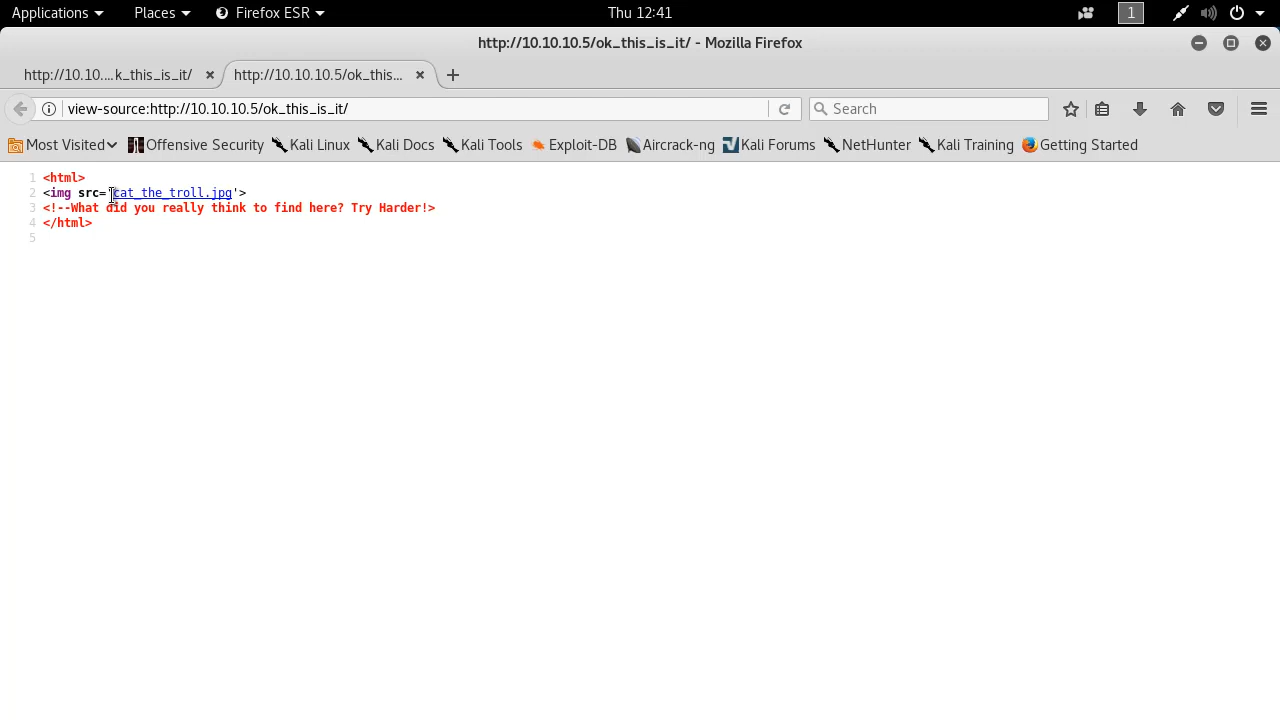 Applications Places Firefox ESR Thu 12:41 1
http://10.10.10.5/ok_this_is_it/ - Mozilla Firefox
http://10.10....k_this_is_it/ http://10.10.10.5/ok_this...
view-source:http://10.10.10.5/ok_this_is_it/ Search
Most Visited Offensive Security Kali Linux Kali Docs Kali Tools Exploit-DB Aircrack-ng Kali Forums NetHunter Kali Training Getting Started
1 <html>
2 <img src='cat_the_troll.jpg'>
3 <!--What did you really think to find here? Try Harder!>
4 </html>
5